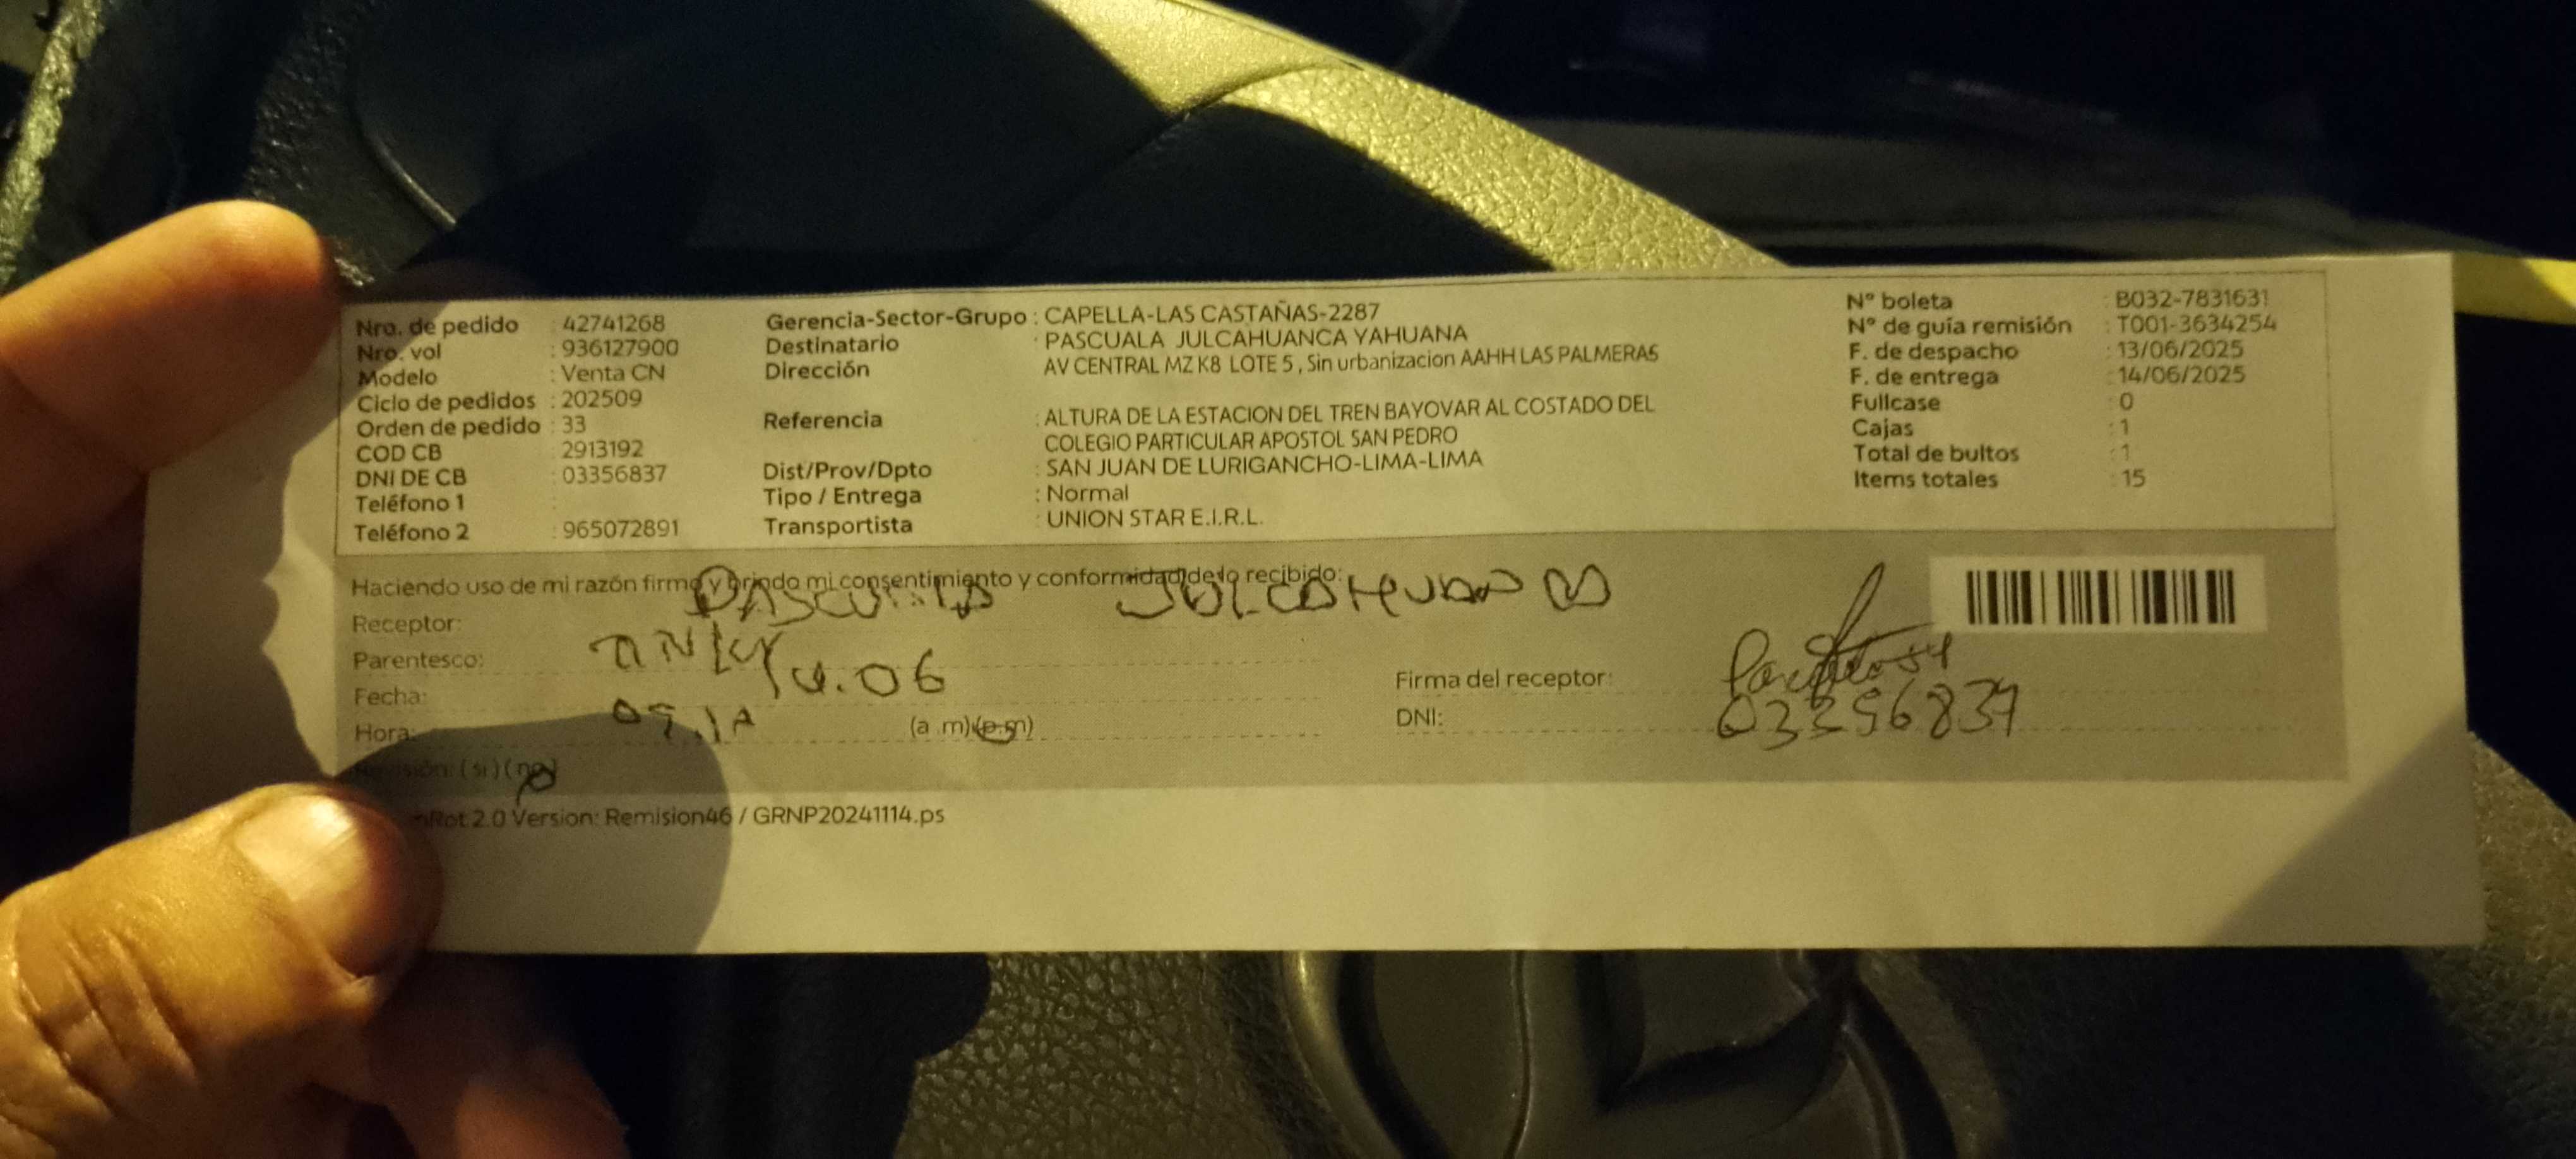 Nro. de pedido : 42741268
Nro. vol : 936127900
Modelo : Venta CN
Ciclo de pedidos : 202509
Orden de pedido : 33
COD CB : 2913192
DNI DE CB : 03356837
Teléfono 1 :
Teléfono 2 : 965072891
Gerencia-Sector-Grupo : CAPELLA-LAS CASTAÑAS-2287
Destinatario : PASCUALA JULCAHUANCA YAHUANA
Dirección AV CENTRAL MZ K8 LOTE 5 , Sin urbanizacion AAHH LAS PALMERAS
Referencia : ALTURA DE LA ESTACION DEL TREN BAYOVAR AL COSTADO DEL
COLEGIO PARTICULAR APOSTOL SAN PEDRO
Dist/Prov/Dpto : SAN JUAN DE LURIGANCHO-LIMA-LIMA
Tipo / Entrega : Normal
Transportista : UNION STAR E.I.R.L.
N° boleta : B032-7831631
N° de guía remisión : T001-3634254
F. de despacho : 13/06/2025
F. de entrega : 14/06/2025
Fullcase : 0
Cajas : 1
Total de bultos : 1
Items totales : 15
Haciendo uso de mi razón firmo y brindo mi consentimiento y conformidad de lo recibido:
Receptor:
Parentesco:
Fecha: 14.06
Hora: (a.m)(p.m)
Firma del receptor:
DNI: 03356837
(si)(no)
2.0 Version: Remision46 / GRNP20241114.ps